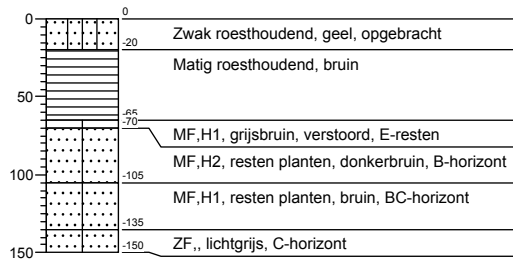 0
0
Zwak roesthoudend, geel, opgebracht
-20
Matig roesthoudend, bruin
50
-65
-70
MF,H1, grijsbruin, verstoord, E-resten
MF,H2, resten planten, donkerbruin, B-horizont
100
-105
MF,H1, resten planten, bruin, BC-horizont
-135
ZF,, lichtgrijs, C-horizont
150
-150